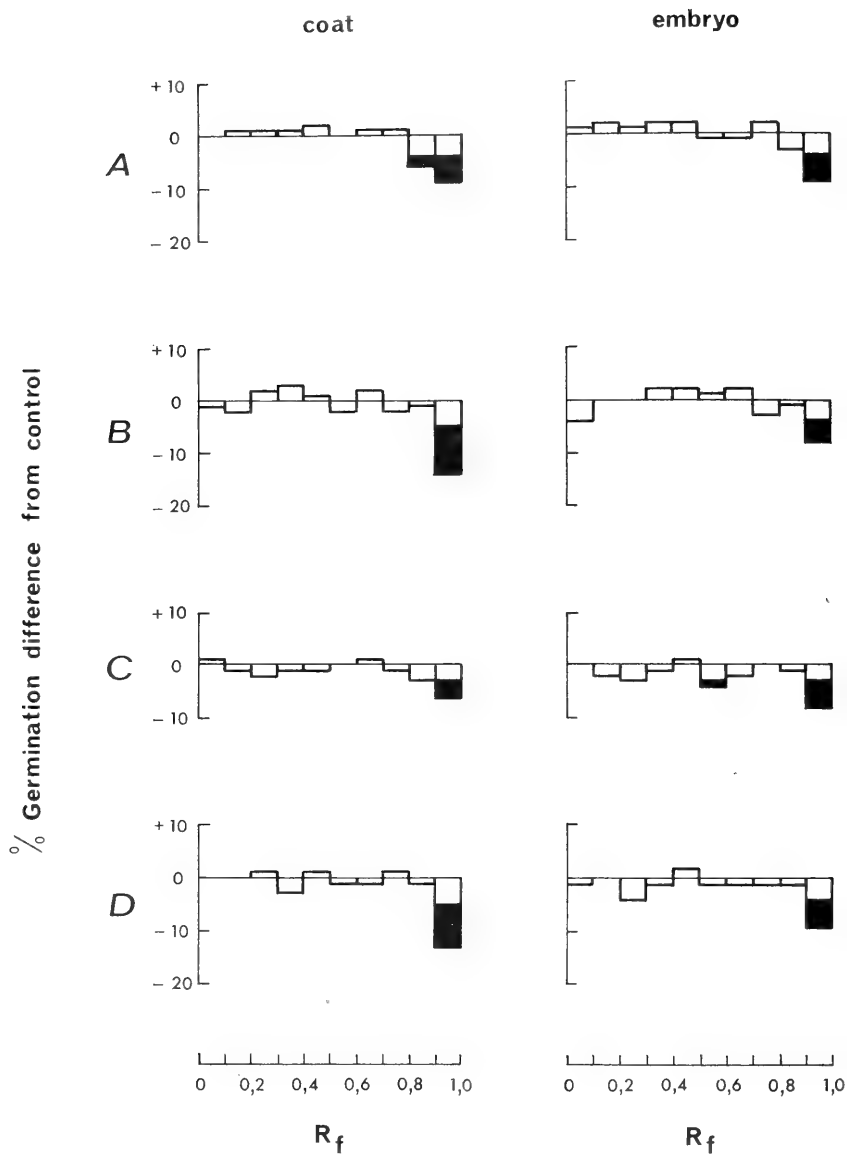 coat
embryo
% Germination difference from control
A
+ 10
0
- 10
- 20
B
+ 10
0
- 10
- 20
C
+ 10
0
- 10
D
+ 10
0
- 10
- 20
0 0,2 0,4 0,6 0,8 1,0
0 0,2 0,4 0,6 0,8 1,0
Rf
Rf